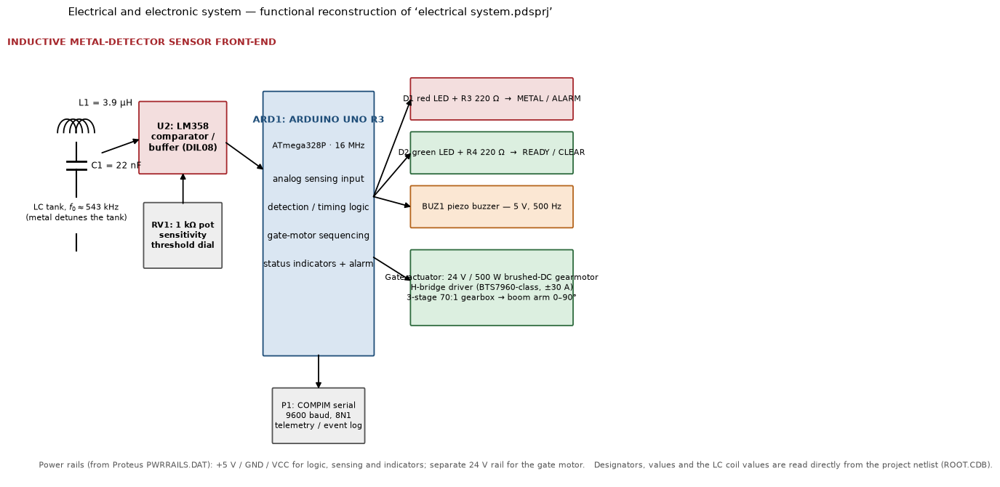 Electrical and electronic system — functional reconstruction of ‘electrical system.pdsprj’
INDUCTIVE METAL-DETECTOR SENSOR FRONT-END
L1 = 3.9 µH
C1 = 22 nF
LC tank, f₀ ≈ 543 kHz
(metal detunes the tank)
U2: LM358
comparator /
buffer (DIL08)
RV1: 1 kΩ pot
sensitivity
threshold dial
ARD1: ARDUINO UNO R3
ATmega328P · 16 MHz
analog sensing input
detection / timing logic
gate-motor sequencing
status indicators + alarm
D1 red LED + R3 220 Ω → METAL / ALARM
D2 green LED + R4 220 Ω → READY / CLEAR
BUZ1 piezo buzzer — 5 V, 500 Hz
Gate actuator: 24 V / 500 W brushed-DC gearmotor
H-bridge driver (BTS7960-class, ±30 A)
3-stage 70:1 gearbox → boom arm 0–90°
P1: COMPIM serial
9600 baud, 8N1
telemetry / event log
Power rails (from Proteus PWRRAILS.DAT): +5 V / GND / VCC for logic, sensing and indicators; separate 24 V rail for the gate motor. Designators, values and the LC coil values are read directly from the project netlist (ROOT.CDB).